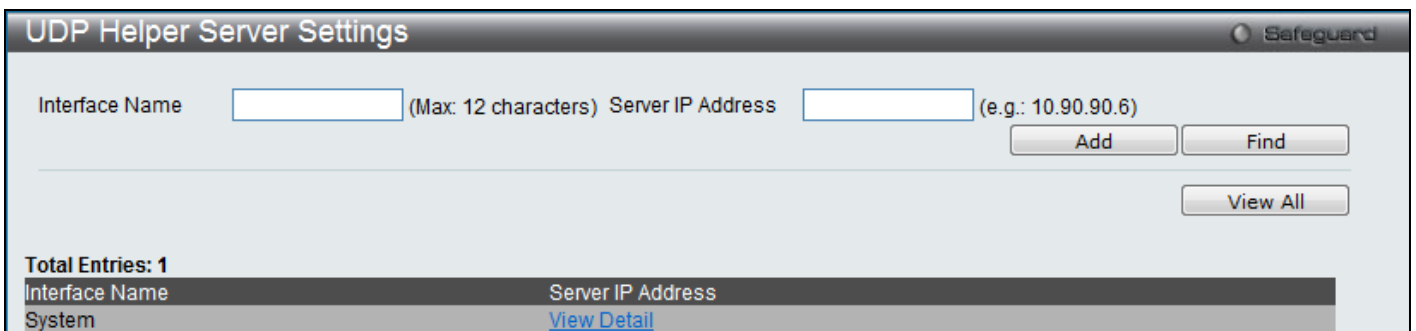 UDP Helper Server Settings
Safeguard
Interface Name (Max: 12 characters) Server IP Address (e.g.: 10.90.90.6)
Add Find
View All
Total Entries: 1
Interface Name Server IP Address
System View Detail